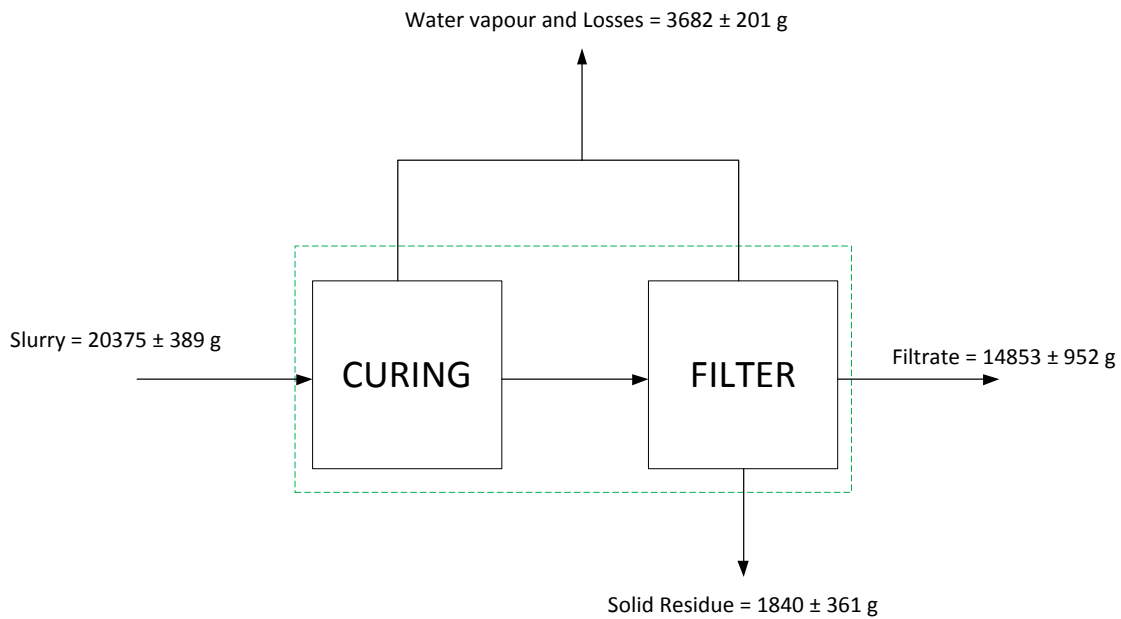 Water vapour and Losses = 3682 ± 201 g
Slurry = 20375 ± 389 g
CURING
FILTER
Filtrate = 14853 ± 952 g
Solid Residue = 1840 ± 361 g